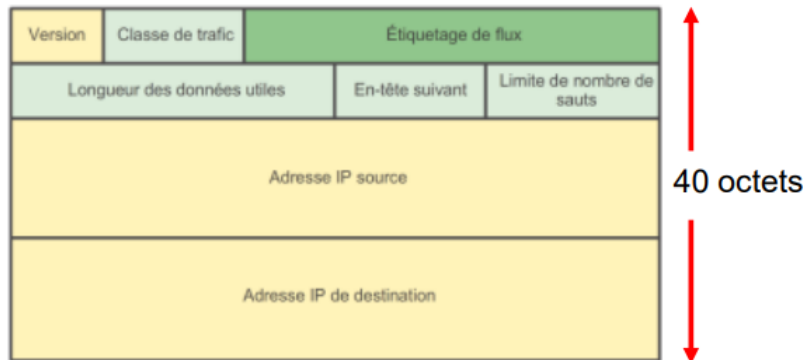 Version
Classe de trafic
Étiquetage de flux
Longueur des données utiles
En-tête suivant
Limite de nombre de
sauts
Adresse IP source
40 octets
Adresse IP de destination